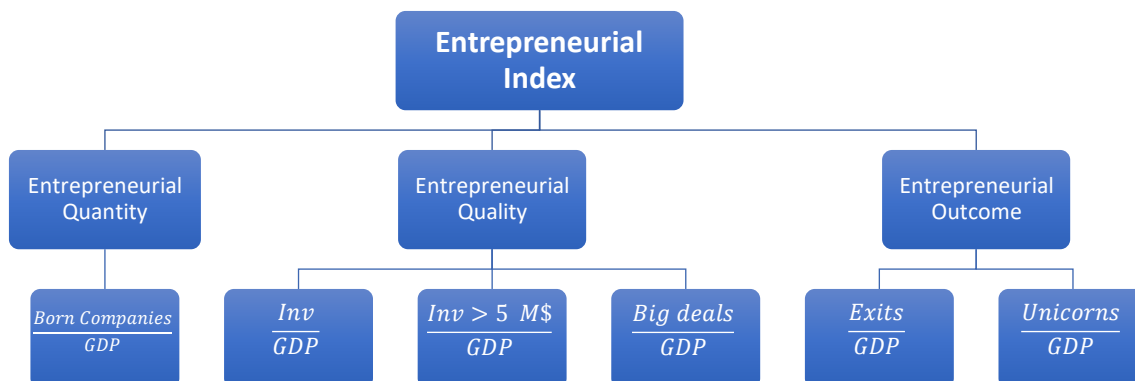 Entrepreneurial
Index
Entrepreneurial
Quantity
Entrepreneurial
Quality
Entrepreneurial
Outcome
Born Companies
GDP
Inv
GDP
Inv > 5 M$
GDP
Big deals
GDP
Exits
GDP
Unicorns
GDP